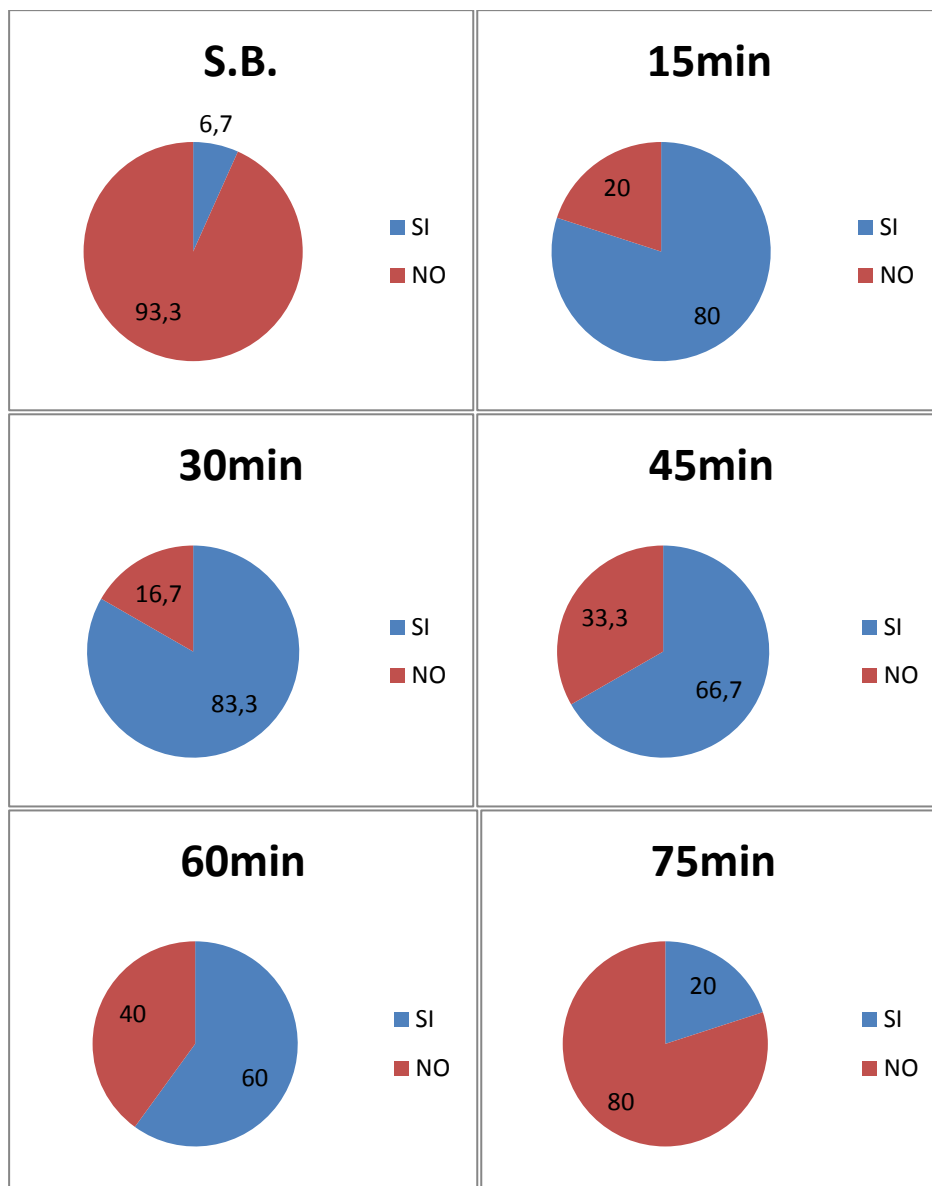 S.B.
6,7
93,3
SI
NO
15min
20
80
SI
NO
30min
16,7
83,3
SI
NO
45min
33,3
66,7
SI
NO
60min
40
60
SI
NO
75min
20
80
SI
NO